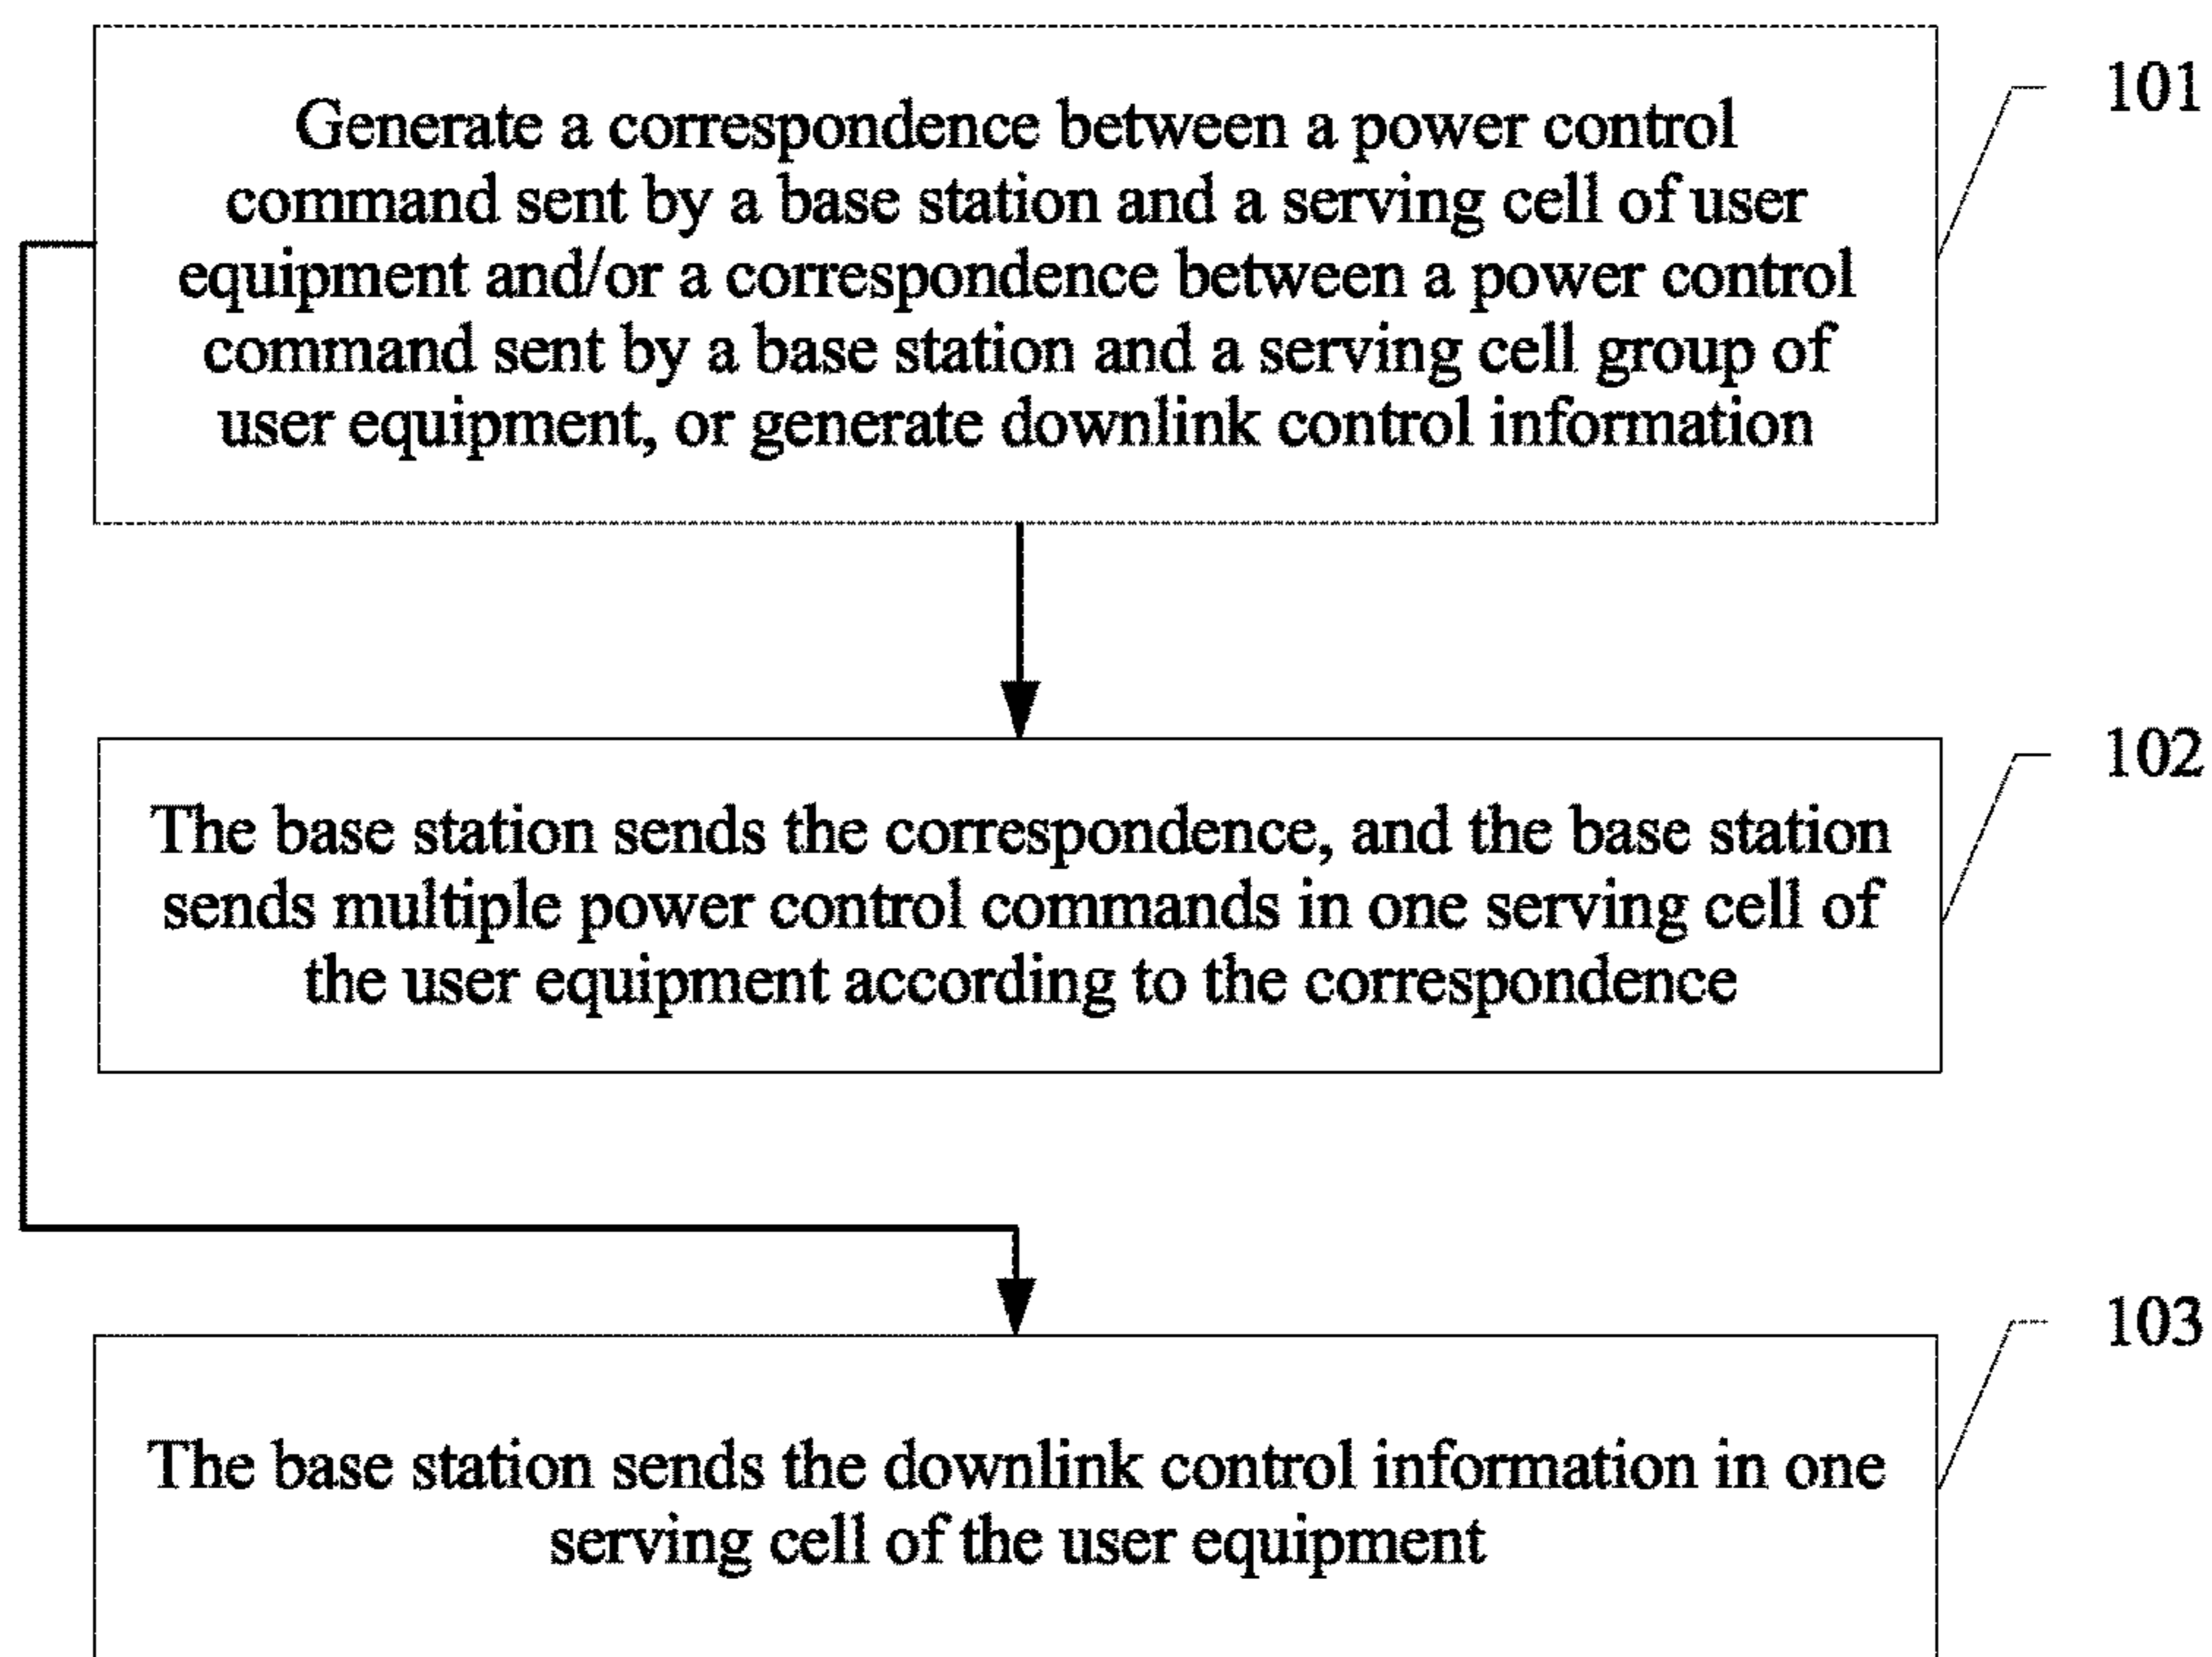 Generate a correspondence between a power control
command sent by a base station and a serving cell of user
equipment and/or a correspondence between a power control
command sent by a base station and a serving cell group of
user equipment, or generate downlink control information
101
The base station sends the correspondence, and the base station
sends multiple power control commands in one serving cell of
the user equipment according to the correspondence
102
The base station sends the downlink control information in one
serving cell of the user equipment
103